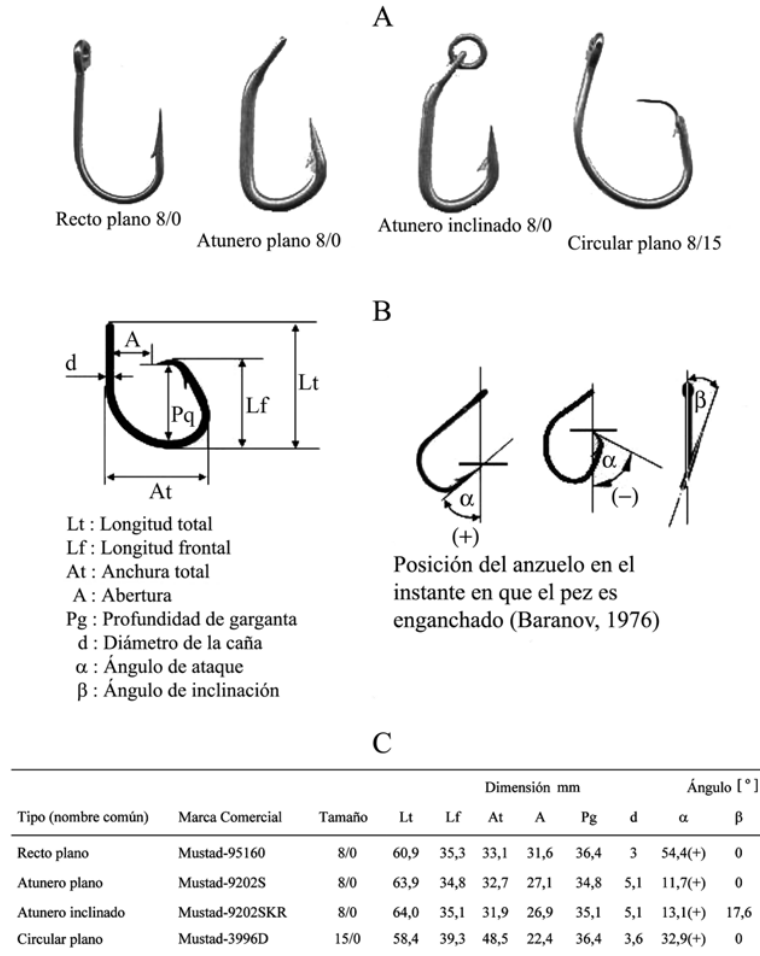 A
Recto plano 8/0
Atunero plano 8/0
Atunero inclinado 8/0
Circular plano 8/15
B
A
d
Pq
Lf
Lt
At
α
(+)
α
(−)
β
Lt : Longitud total
Lf : Longitud frontal
At : Anchura total
A : Abertura
Pg : Profundidad de garganta
d : Diámetro de la caña
α : Ángulo de ataque
β : Ángulo de inclinación
Posición del anzuelo en el
instante en que el pez es
enganchado (Baranov, 1976)
C
Dimensión mm Ángulo [°]
Tipo (nombre común) Marca Comercial Tamaño Lt Lf At A Pg d α β
Recto plano Mustad-95160 8/0 60,9 35,3 33,1 31,6 36,4 3 54,4(+) 0
Atunero plano Mustad-9202S 8/0 63,9 34,8 32,7 27,1 34,8 5,1 11,7(+) 0
Atunero inclinado Mustad-9202SKR 8/0 64,0 35,1 31,9 26,9 35,1 5,1 13,1(+) 17,6
Circular plano Mustad-3996D 15/0 58,4 39,3 48,5 22,4 36,4 3,6 32,9(+) 0